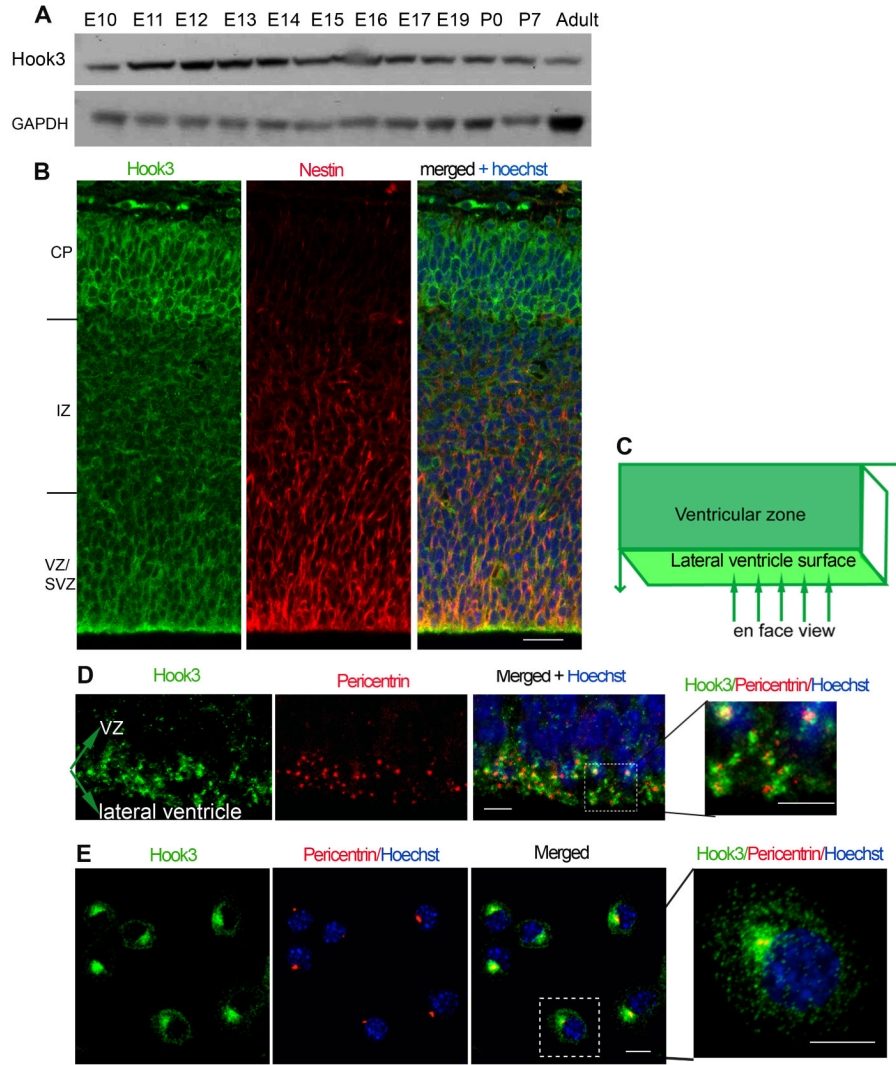 A
E10 E11 E12 E13 E14 E15 E16 E17 E19 P0 P7 Adult
Hook3
GAPDH
B
Hook3 Nestin merged + hoechst
CP
IZ
VZ/
SVZ
C
Ventricular zone
Lateral ventricle surface
en face view
D
Hook3 Pericentrin Merged + Hoechst Hook3/Pericentrin/Hoechst
VZ
lateral ventricle
E
Hook3 Pericentrin/Hoechst Merged Hook3/Pericentrin/Hoechst